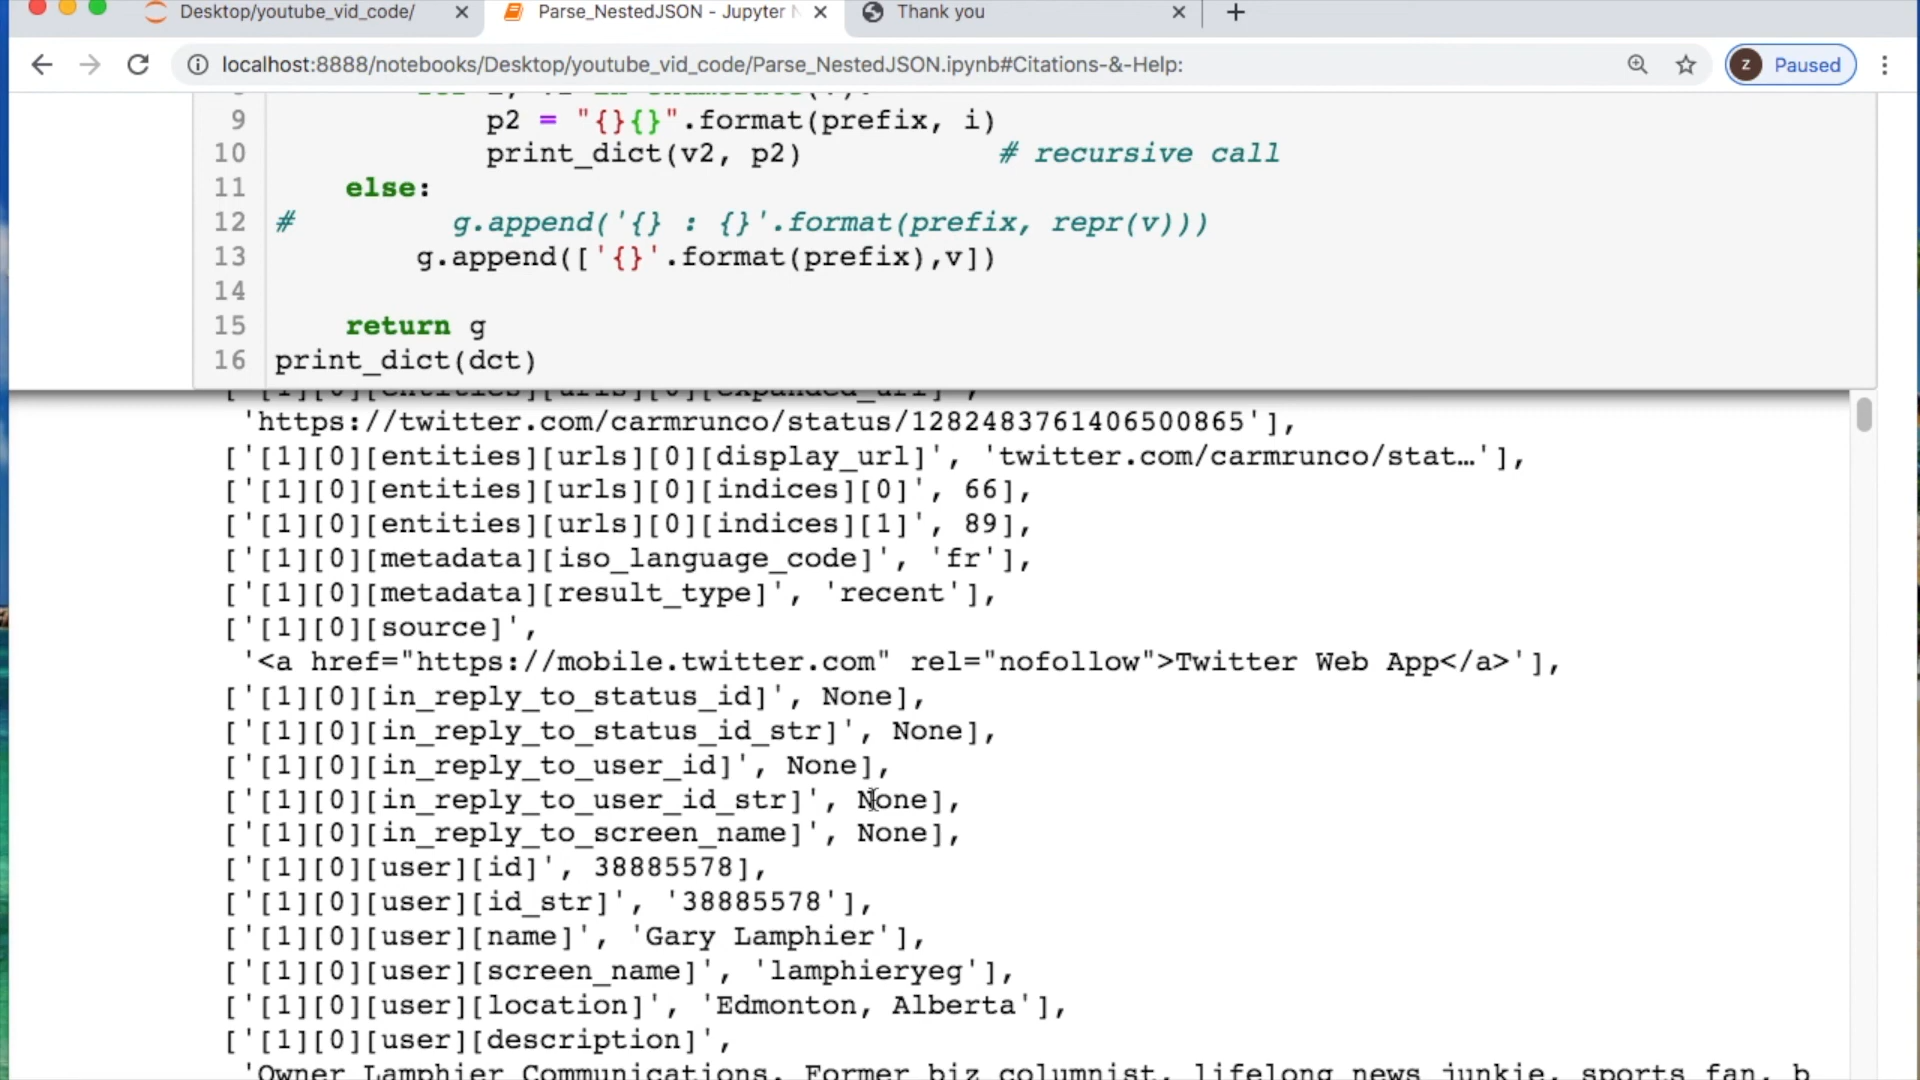 Desktop/youtube_vid_code/
Parse_NestedJSON - Jupyter
Thank you
localhost:8888/notebooks/Desktop/youtube_vid_code/Parse_NestedJSON.ipynb#Citations-&-Help:
z Paused
9 p2 = "{}{}".format(prefix, i)
10 print_dict(v2, p2) # recursive call
11 else:
12 # g.append('{} : {}'.format(prefix, repr(v)))
13 g.append(['{}'.format(prefix),v])
14
15 return g
16 print_dict(dct)
['[1][0][entities][urls][0][expanded_url]',
'https://twitter.com/carmrunco/status/1282483761406500865'],
['[1][0][entities][urls][0][display_url]', 'twitter.com/carmrunco/stat…'],
['[1][0][entities][urls][0][indices][0]', 66],
['[1][0][entities][urls][0][indices][1]', 89],
['[1][0][metadata][iso_language_code]', 'fr'],
['[1][0][metadata][result_type]', 'recent'],
['[1][0][source]',
'<a href="https://mobile.twitter.com" rel="nofollow">Twitter Web App</a>'],
['[1][0][in_reply_to_status_id]', None],
['[1][0][in_reply_to_status_id_str]', None],
['[1][0][in_reply_to_user_id]', None],
['[1][0][in_reply_to_user_id_str]', None],
['[1][0][in_reply_to_screen_name]', None],
['[1][0][user][id]', 38885578],
['[1][0][user][id_str]', '38885578'],
['[1][0][user][name]', 'Gary Lamphier'],
['[1][0][user][screen_name]', 'lamphieryeg'],
['[1][0][user][location]', 'Edmonton, Alberta'],
['[1][0][user][description]',
'Owner Lamphier Communications. Former biz columnist, lifelong news junkie, sports fan, b